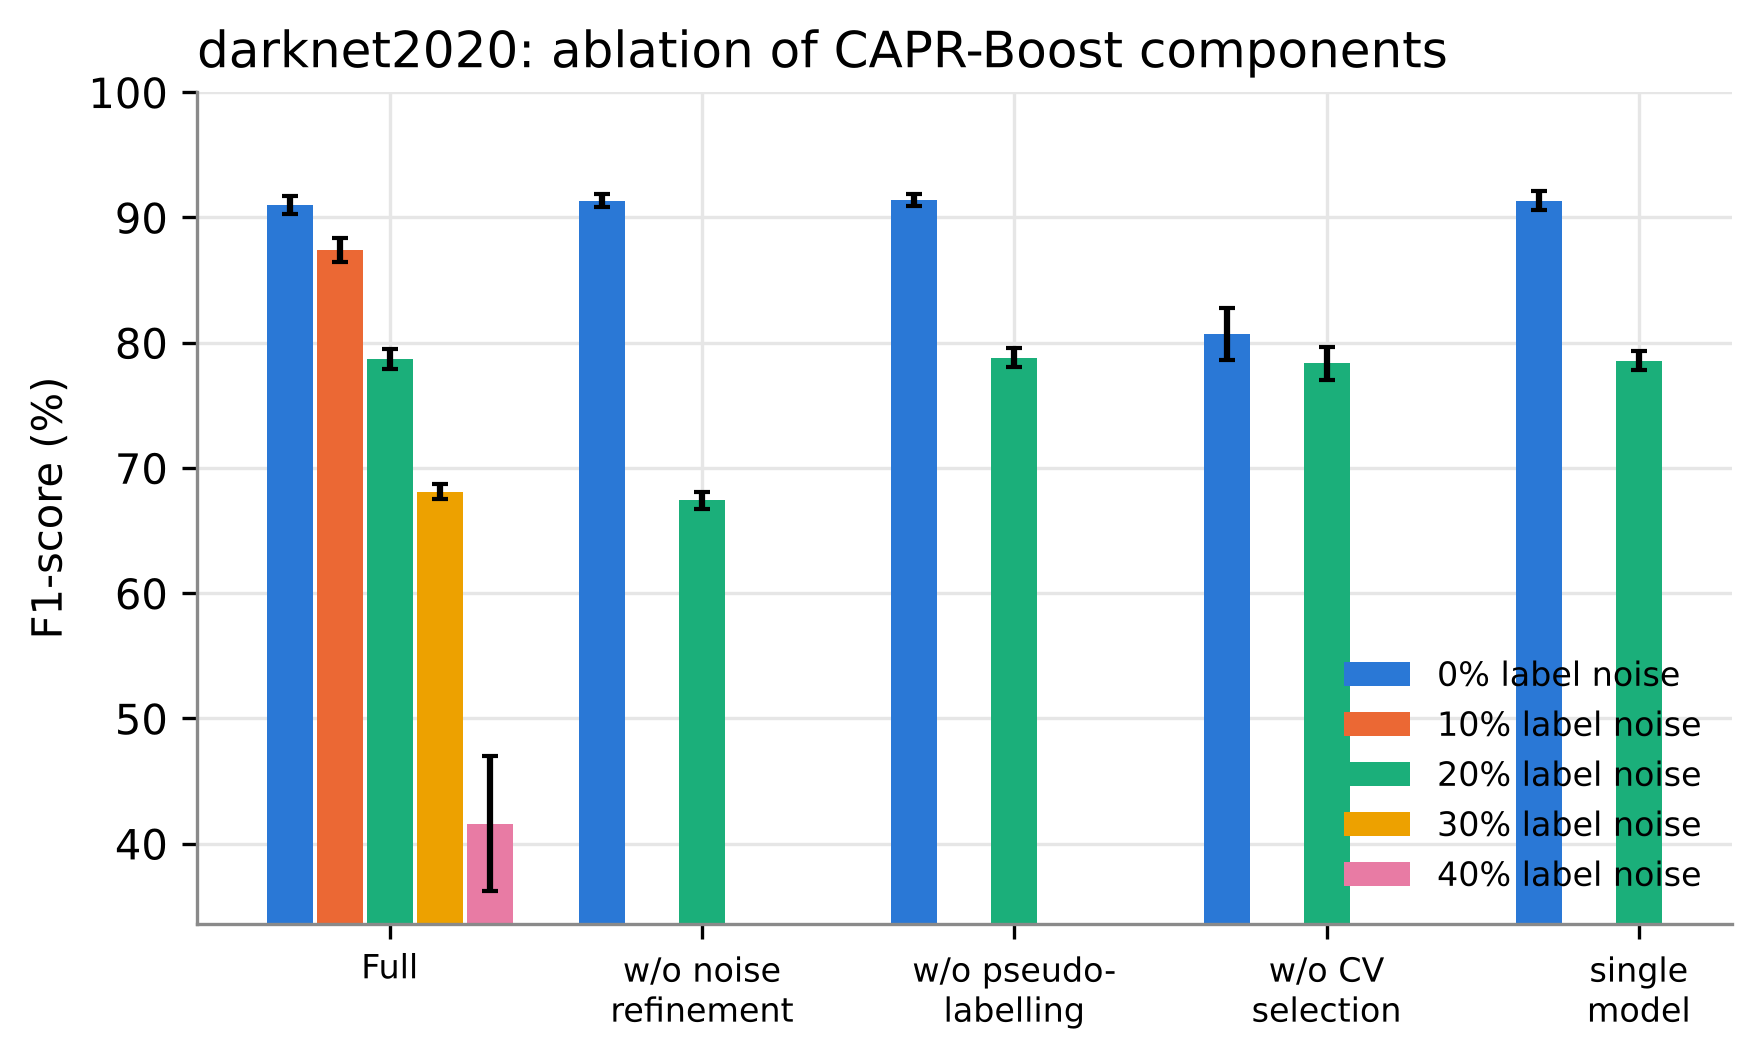 darknet2020: ablation of CAPR-Boost components
100
90
80
70
60
50
40
F1-score (%)
0% label noise
10% label noise
20% label noise
30% label noise
40% label noise
Full
w/o noise
refinement
w/o pseudo-
labelling
w/o CV
selection
single
model